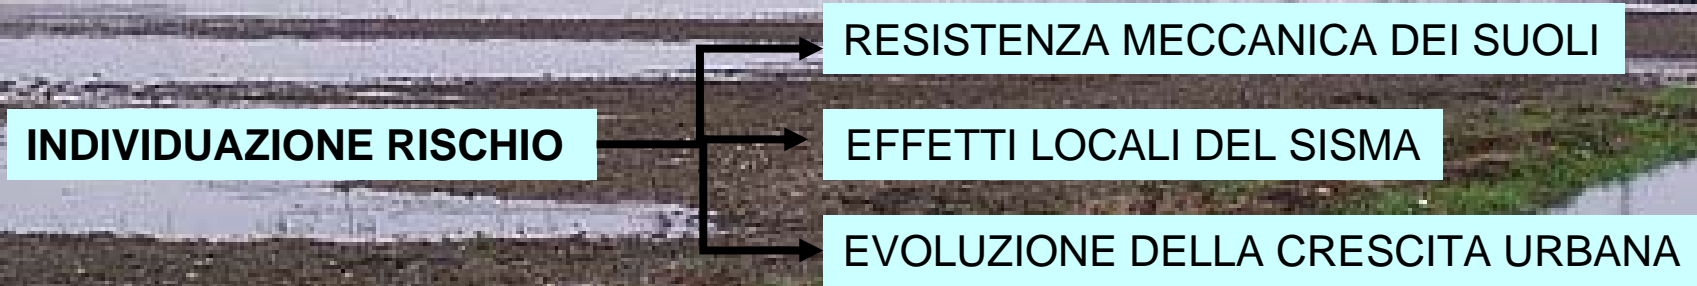 RESISTENZA MECCANICA DEI SUOLI
INDIVIDUAZIONE RISCHIO
EFFETTI LOCALI DEL SISMA
EVOLUZIONE DELLA CRESCITA URBANA